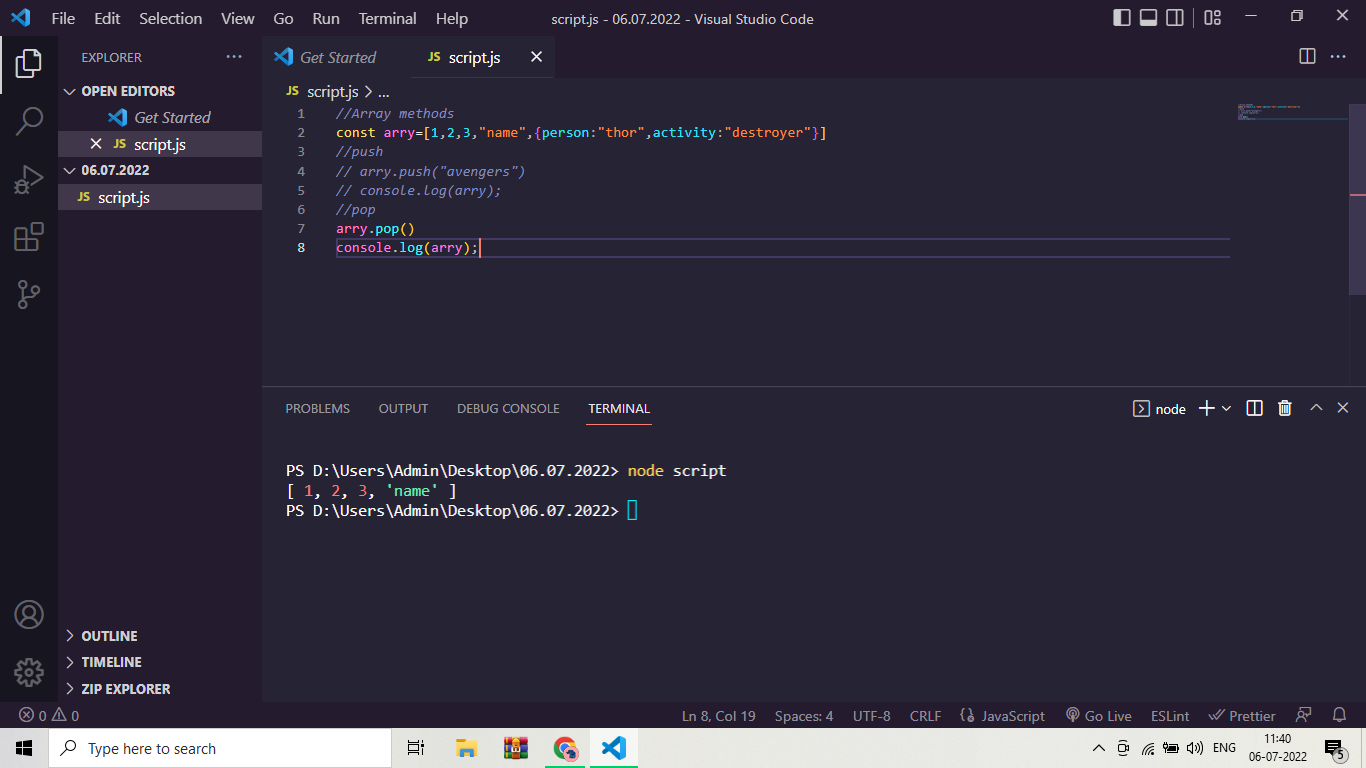 File Edit Selection View Go Run Terminal Help script.js - 06.07.2022 - Visual Studio Code
EXPLORER
OPEN EDITORS
Get Started
script.js
06.07.2022
JS script.js
OUTLINE
TIMELINE
ZIP EXPLORER
Get Started JS script.js
JS script.js > ...
1 //Array methods
2 const arry=[1,2,3,"name",{person:"thor",activity:"destroyer"}]
3 //push
4 // arry.push("avengers")
5 // console.log(arry);
6 //pop
7 arry.pop()
8 console.log(arry);
PROBLEMS OUTPUT DEBUG CONSOLE TERMINAL node
PS D:\Users\Admin\Desktop\06.07.2022> node script
[ 1, 2, 3, 'name' ]
PS D:\Users\Admin\Desktop\06.07.2022>
0 0 Ln 8, Col 19 Spaces: 4 UTF-8 CRLF JavaScript Go Live ESLint Prettier
Type here to search ENG 11:40
06-07-2022 5